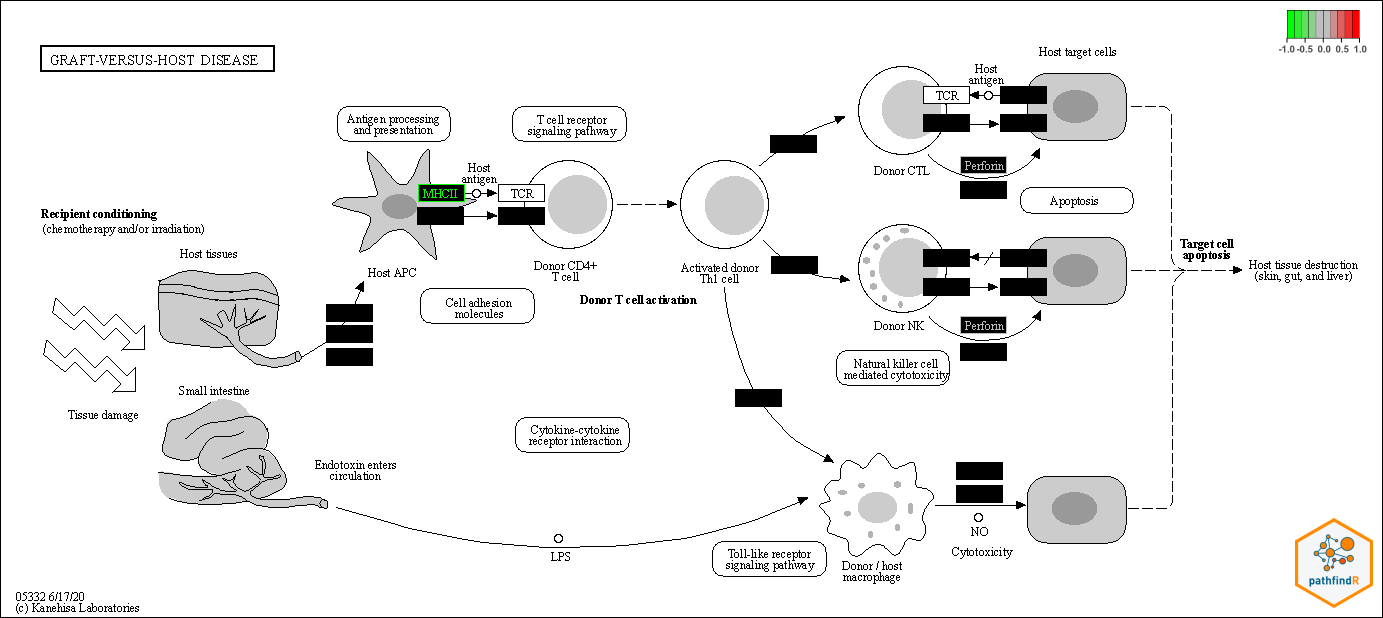 GRAFT-VERSUS-HOST DISEASE
-1.0 -0.5 0.0 0.5 1.0
Host target cells
Host
antigen
TCR
Donor CTL
Perforin
Apoptosis
Antigen processing
and presentation
T cell receptor
signaling pathway
Host
antigen
MHCII
TCR
Host APC
Donor CD4+
T cell
Activated donor
Th1 cell
Donor T cell activation
Cell adhesion
molecules
Recipient conditioning
(chemotherapy and/or irradiation)
Host tissues
Tissue damage
Small intestine
Endotoxin enters
circulation
Donor NK
Perforin
Natural killer cell
mediated cytotoxicity
Target cell
apoptosis
Host tissue destruction
(skin, gut, and liver)
Cytokine-cytokine
receptor interaction
LPS
Toll-like receptor
signaling pathway
Donor / host
macrophage
NO
Cytotoxicity
05332 6/17/20
(c) Kanehisa Laboratories
pathfindR